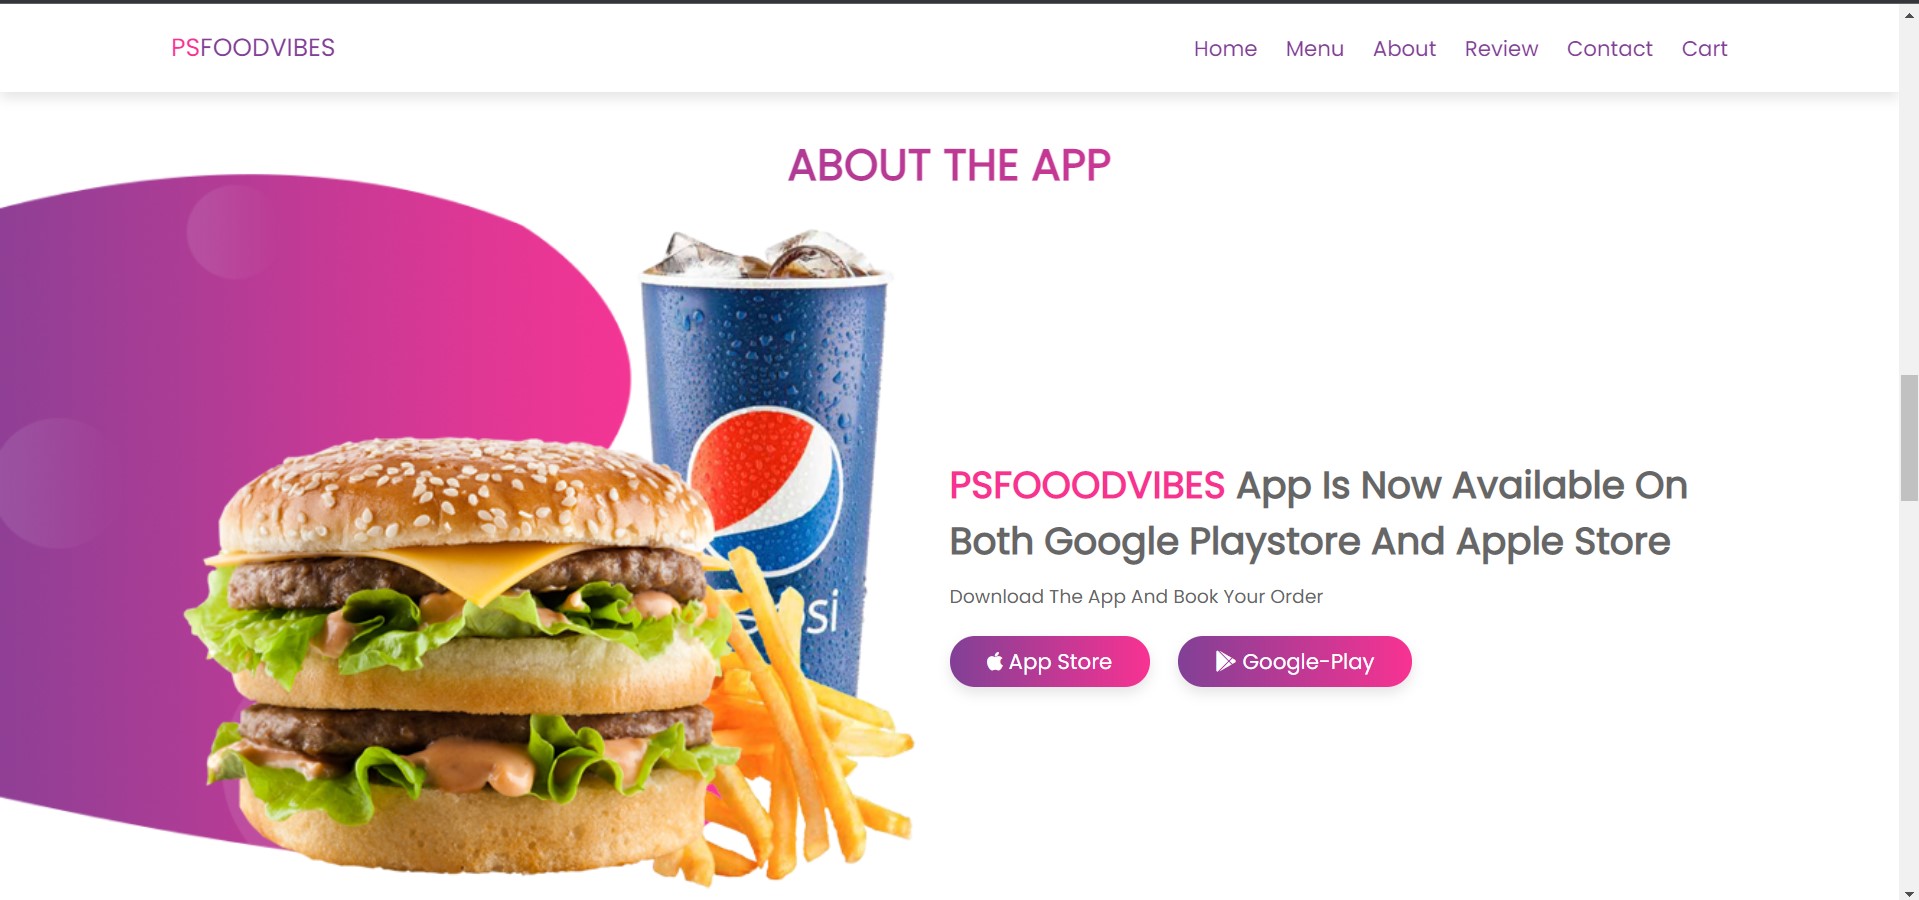 PSFOODVIBES
Home Menu About Review Contact Cart
ABOUT THE APP
PSFOOODVIBES App Is Now Available On
Both Google Playstore And Apple Store
Download The App And Book Your Order
App Store
Google-Play